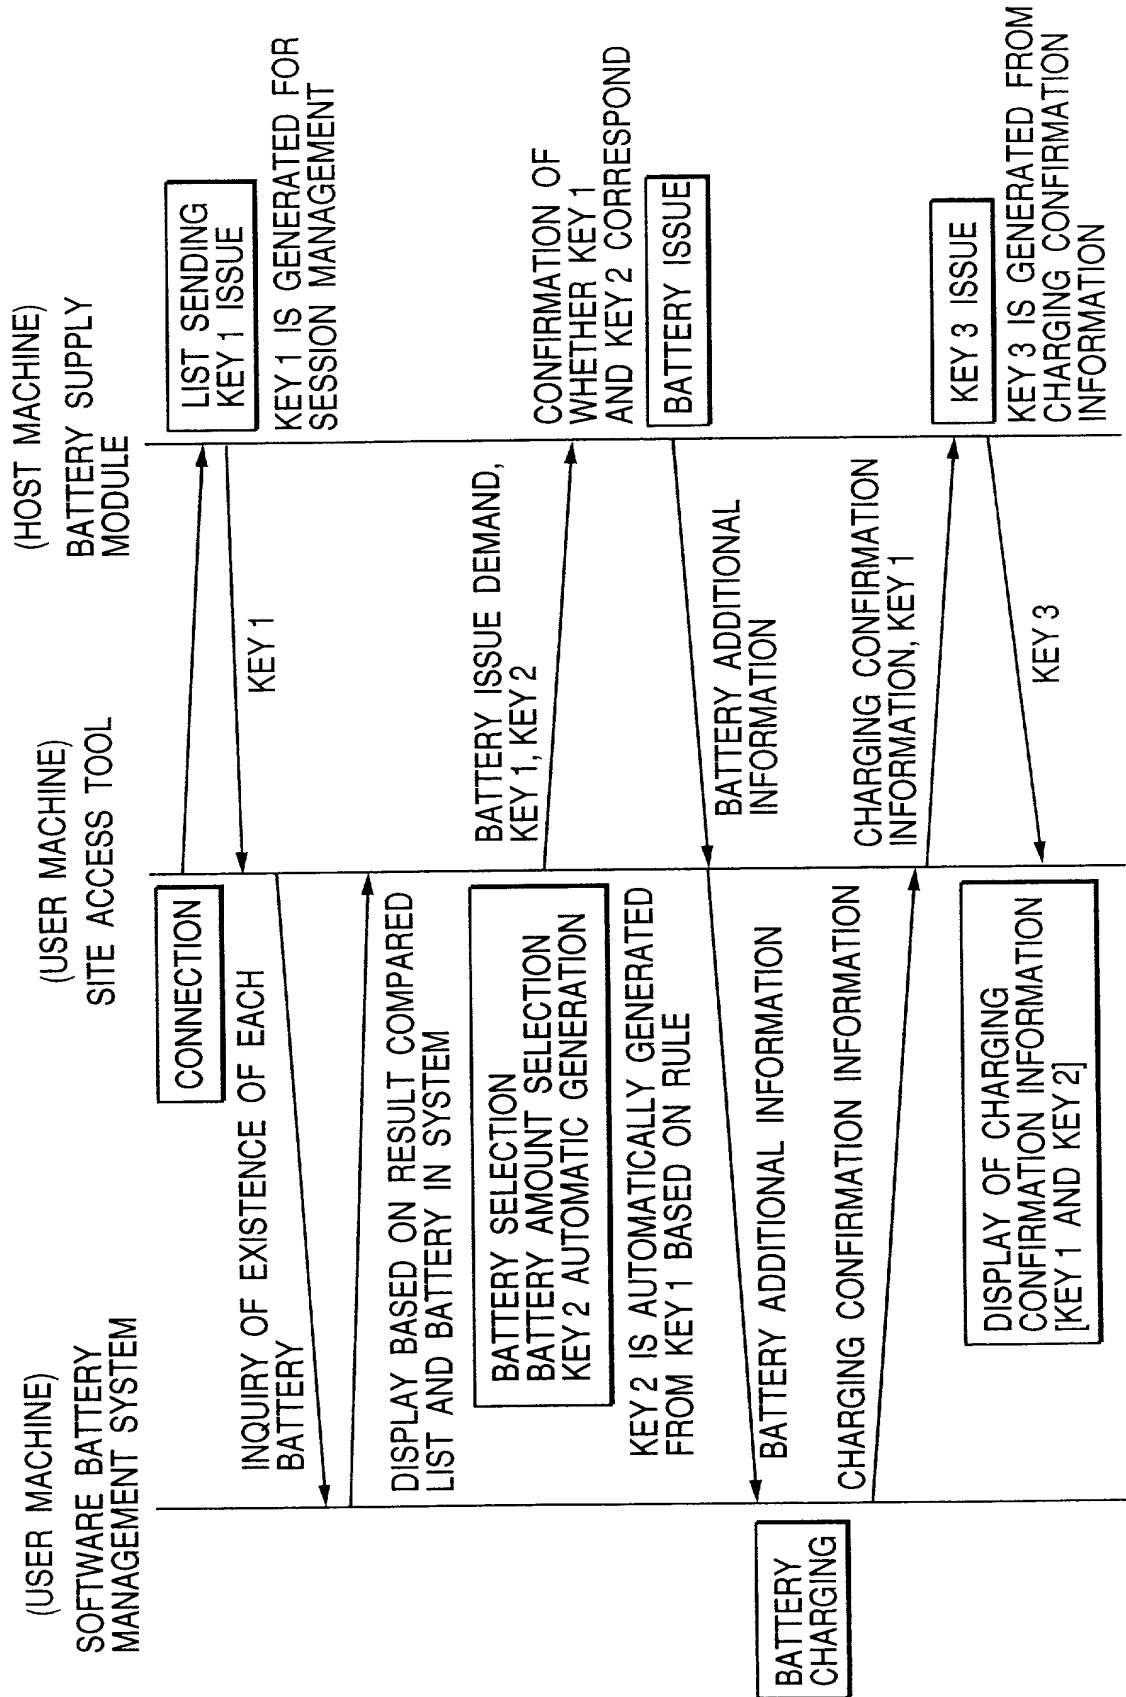 (USER MACHINE)
SOFTWARE BATTERY
MANAGEMENT SYSTEM
(USER MACHINE)
SITE ACCESS TOOL
(HOST MACHINE)
BATTERY SUPPLY
MODULE
CONNECTION
LIST SENDING
KEY 1 ISSUE
KEY 1 IS GENERATED FOR
SESSION MANAGEMENT
KEY 1
INQUIRY OF EXISTENCE OF EACH
BATTERY
DISPLAY BASED ON RESULT COMPARED
LIST AND BATTERY IN SYSTEM
BATTERY SELECTION
BATTERY AMOUNT SELECTION
KEY 2 AUTOMATIC GENERATION
BATTERY ISSUE DEMAND,
KEY 1, KEY 2
CONFIRMATION OF
WHETHER KEY 1
AND KEY 2 CORRESPOND
KEY 2 IS AUTOMATICALLY GENERATED
FROM KEY 1 BASED ON RULE
BATTERY ISSUE
BATTERY ADDITIONAL
INFORMATION
BATTERY ADDITIONAL INFORMATION
BATTERY
CHARGING
CHARGING CONFIRMATION INFORMATION
CHARGING CONFIRMATION
INFORMATION, KEY 1
KEY 3 ISSUE
KEY 3 IS GENERATED FROM
CHARGING CONFIRMATION
INFORMATION
KEY 3
DISPLAY OF CHARGING
CONFIRMATION INFORMATION
[KEY 1 AND KEY 2]